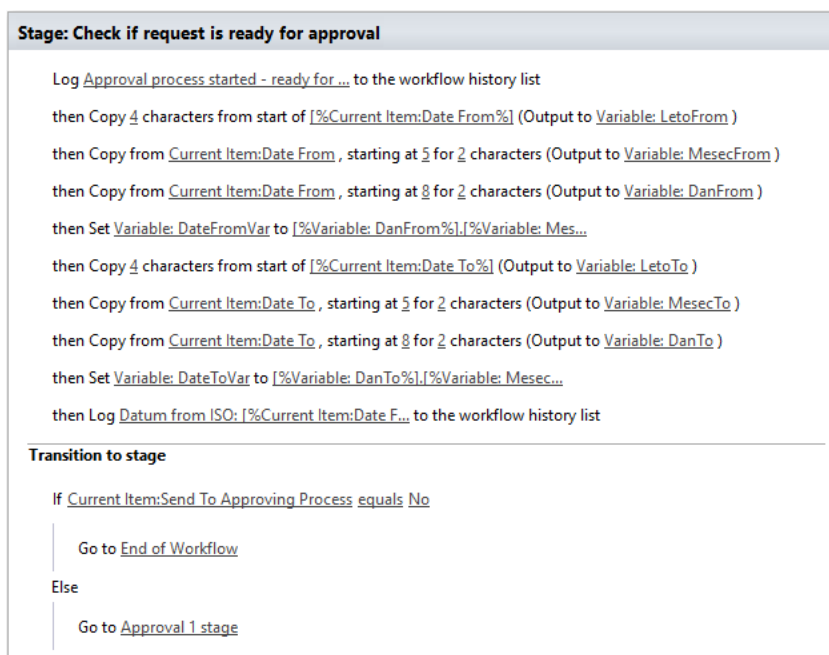 Stage: Check if request is ready for approval
Log Approval process started - ready for ... to the workflow history list
then Copy 4 characters from start of [%Current Item:Date From%] (Output to Variable: LetoFrom )
then Copy from Current Item:Date From , starting at 5 for 2 characters (Output to Variable: MesecFrom )
then Copy from Current Item:Date From , starting at 8 for 2 characters (Output to Variable: DanFrom )
then Set Variable: DateFromVar to [%Variable: DanFrom%].[%Variable: Mes...
then Copy 4 characters from start of [%Current Item:Date To%] (Output to Variable: LetoTo )
then Copy from Current Item:Date To , starting at 5 for 2 characters (Output to Variable: MesecTo )
then Copy from Current Item:Date To , starting at 8 for 2 characters (Output to Variable: DanTo )
then Set Variable: DateToVar to [%Variable: DanTo%].[%Variable: Mesec...
then Log Datum from ISO: [%Current Item:Date F... to the workflow history list
Transition to stage
If Current Item:Send To Approving Process equals No
Go to End of Workflow
Else
Go to Approval 1 stage